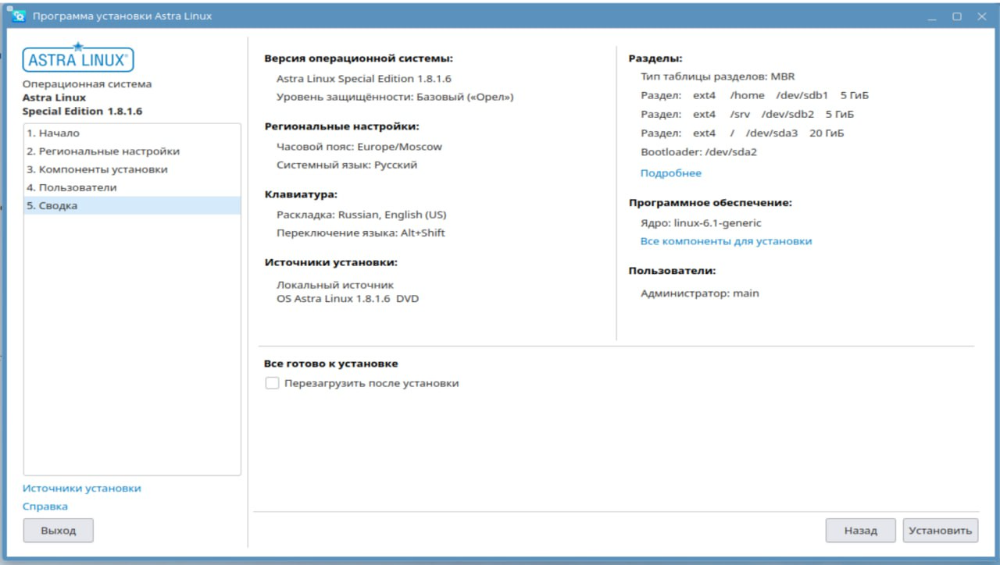 Программа установки Astra Linux
ASTRA LINUX®
Операционная система
Astra Linux
Special Edition 1.8.1.6
1. Начало
2. Региональные настройки
3. Компоненты установки
4. Пользователи
5. Сводка
Источники установки
Справка
Выход
Версия операционной системы:
Astra Linux Special Edition 1.8.1.6
Уровень защищённости: Базовый («Орел»)
Региональные настройки:
Часовой пояс: Europe/Moscow
Системный язык: Русский
Клавиатура:
Раскладка: Russian, English (US)
Переключение языка: Alt+Shift
Источники установки:
Локальный источник
OS Astra Linux 1.8.1.6 DVD
Разделы:
Тип таблицы разделов: MBR
Раздел: ext4 /home /dev/sdb1 5 ГиБ
Раздел: ext4 /srv /dev/sdb2 5 ГиБ
Раздел: ext4 / /dev/sda3 20 ГиБ
Bootloader: /dev/sda2
Подробнее
Программное обеспечение:
Ядро: linux-6.1-generic
Все компоненты для установки
Пользователи:
Администратор: main
Все готово к установке
Перезагрузить после установки
Назад
Установить